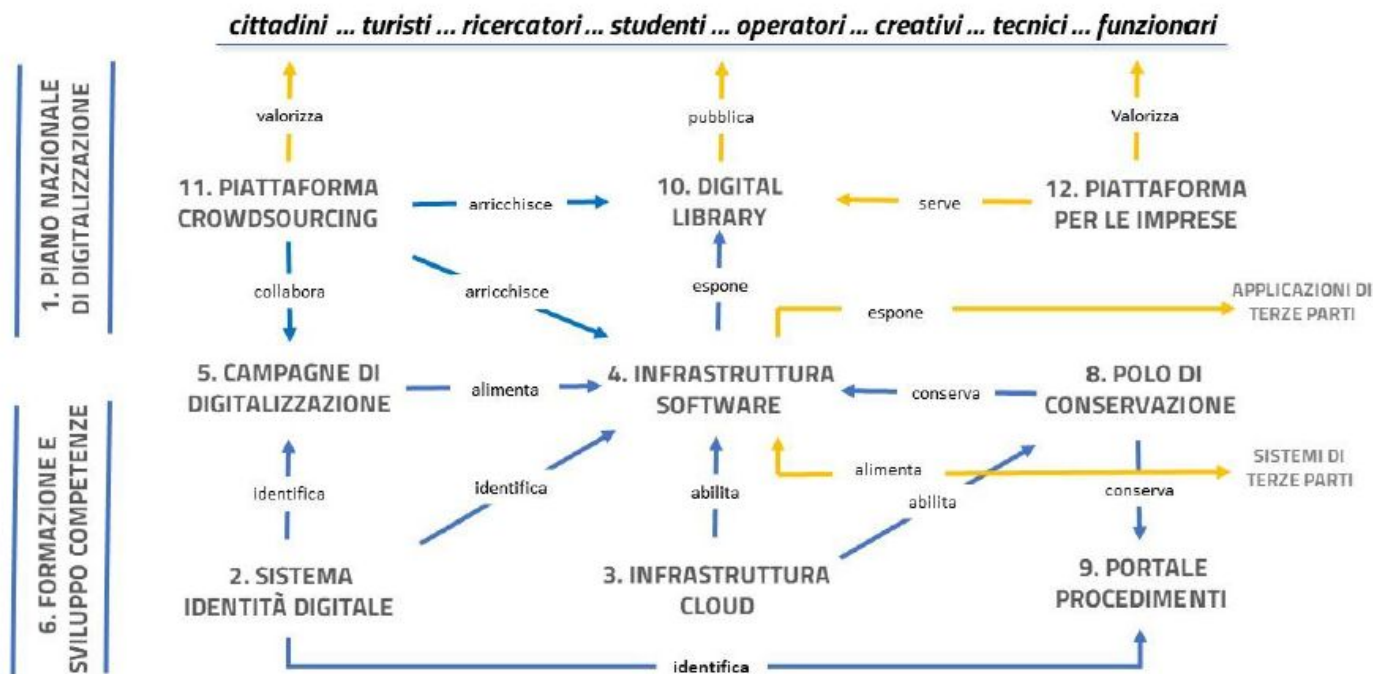 cittadini ... turisti ... ricercatori ... studenti ... operatori ... creativi ... tecnici ... funzionari
1. PIANO NAZIONALE
DI DIGITALIZZAZIONE
valorizza
pubblica
Valorizza
11. PIATTAFORMA
CROWDSOURCING
arricchisce
10. DIGITAL
LIBRARY
serve
12. PIATTAFORMA
PER LE IMPRESE
collabora
arricchisce
espone
espone
APPLICAZIONI DI
TERZE PARTI
5. CAMPAGNE DI
DIGITALIZZAZIONE
alimenta
4. INFRASTRUTTURA
SOFTWARE
conserva
8. POLO DI
CONSERVAZIONE
6. FORMAZIONE E
SVILUPPO COMPETENZE
identifica
identifica
abilita
alimenta
abilita
conserva
SISTEMI DI
TERZE PARTI
2. SISTEMA
IDENTITÀ DIGITALE
3. INFRASTRUTTURA
CLOUD
9. PORTALE
PROCEDIMENTI
identifica